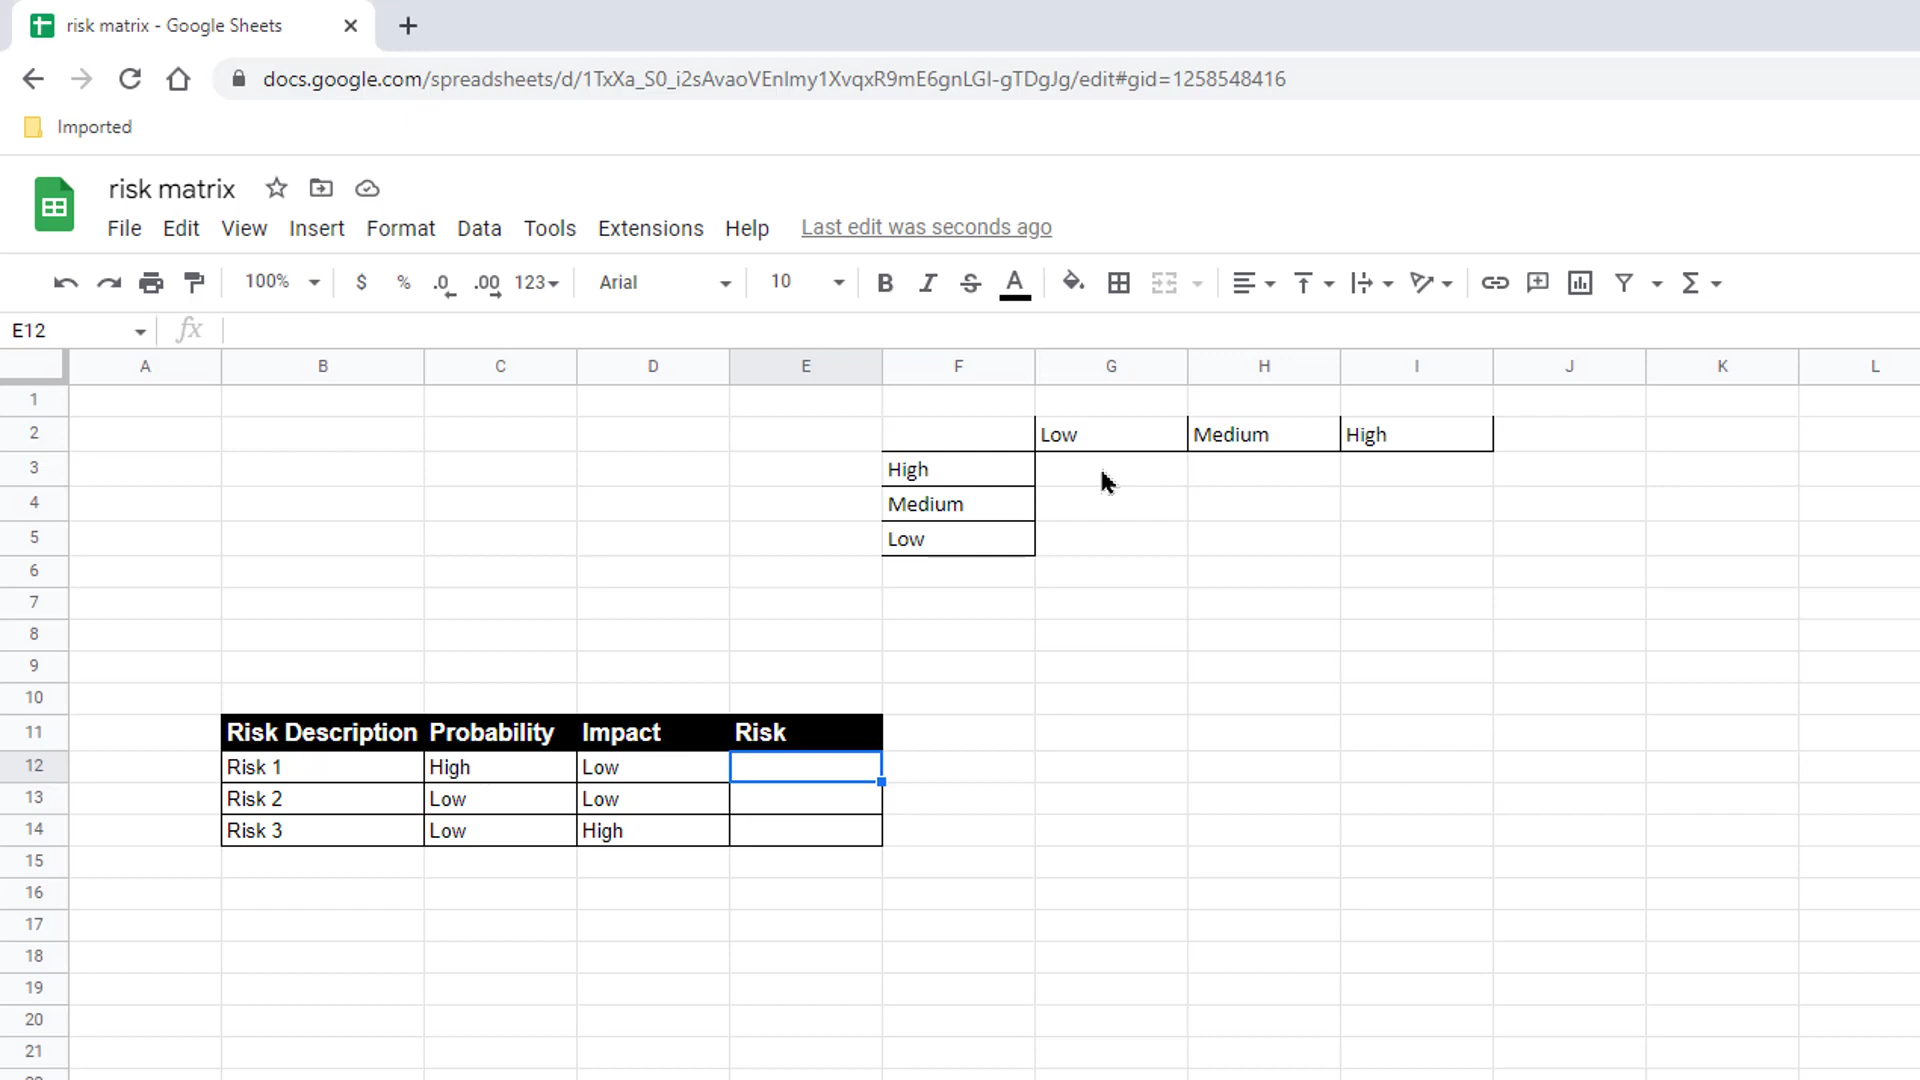 risk matrix - Google Sheets
docs.google.com/spreadsheets/d/1TxXa_S0_i2sAvaoVEnlmy1XvqxR9mE6gnLGI-gTDgJg/edit#gid=1258548416
Imported
risk matrix
File Edit View Insert Format Data Tools Extensions Help Last edit was seconds ago
100% $ % .0 .00 123 Arial 10 B I S A
E12 fx
A B C D E F G H I J K L
1
2 Low Medium High
3 High
4 Medium
5 Low
6
7
8
9
10
11 Risk Description Probability Impact Risk
12 Risk 1 High Low
13 Risk 2 Low Low
14 Risk 3 Low High
15
16
17
18
19
20
21